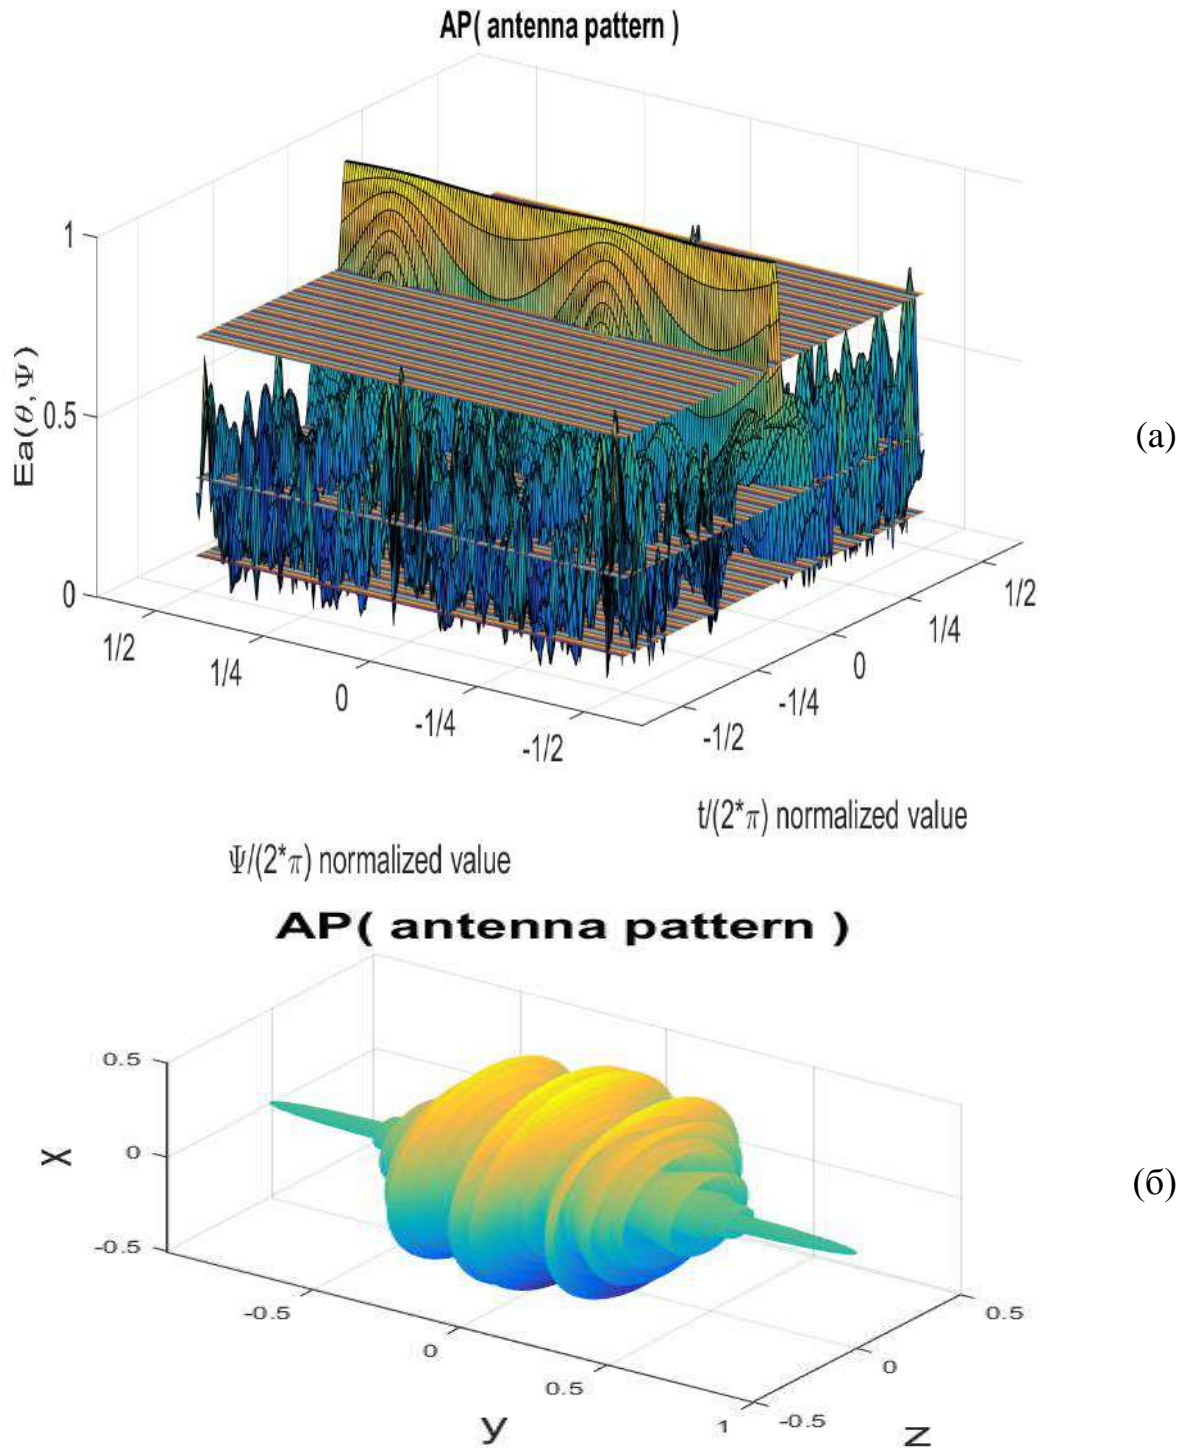 AP( antenna pattern )
1
0.5
0
Ea(θ,Ψ)
(а)
1/2
1/4
0
-1/4
-1/2
-1/2
-1/4
0
1/4
1/2
t/(2*π) normalized value
Ψ/(2*π) normalized value
AP( antenna pattern )
0.5
0
-0.5
X
(б)
-0.5
0
0.5
1
y
-0.5
0
0.5
Z